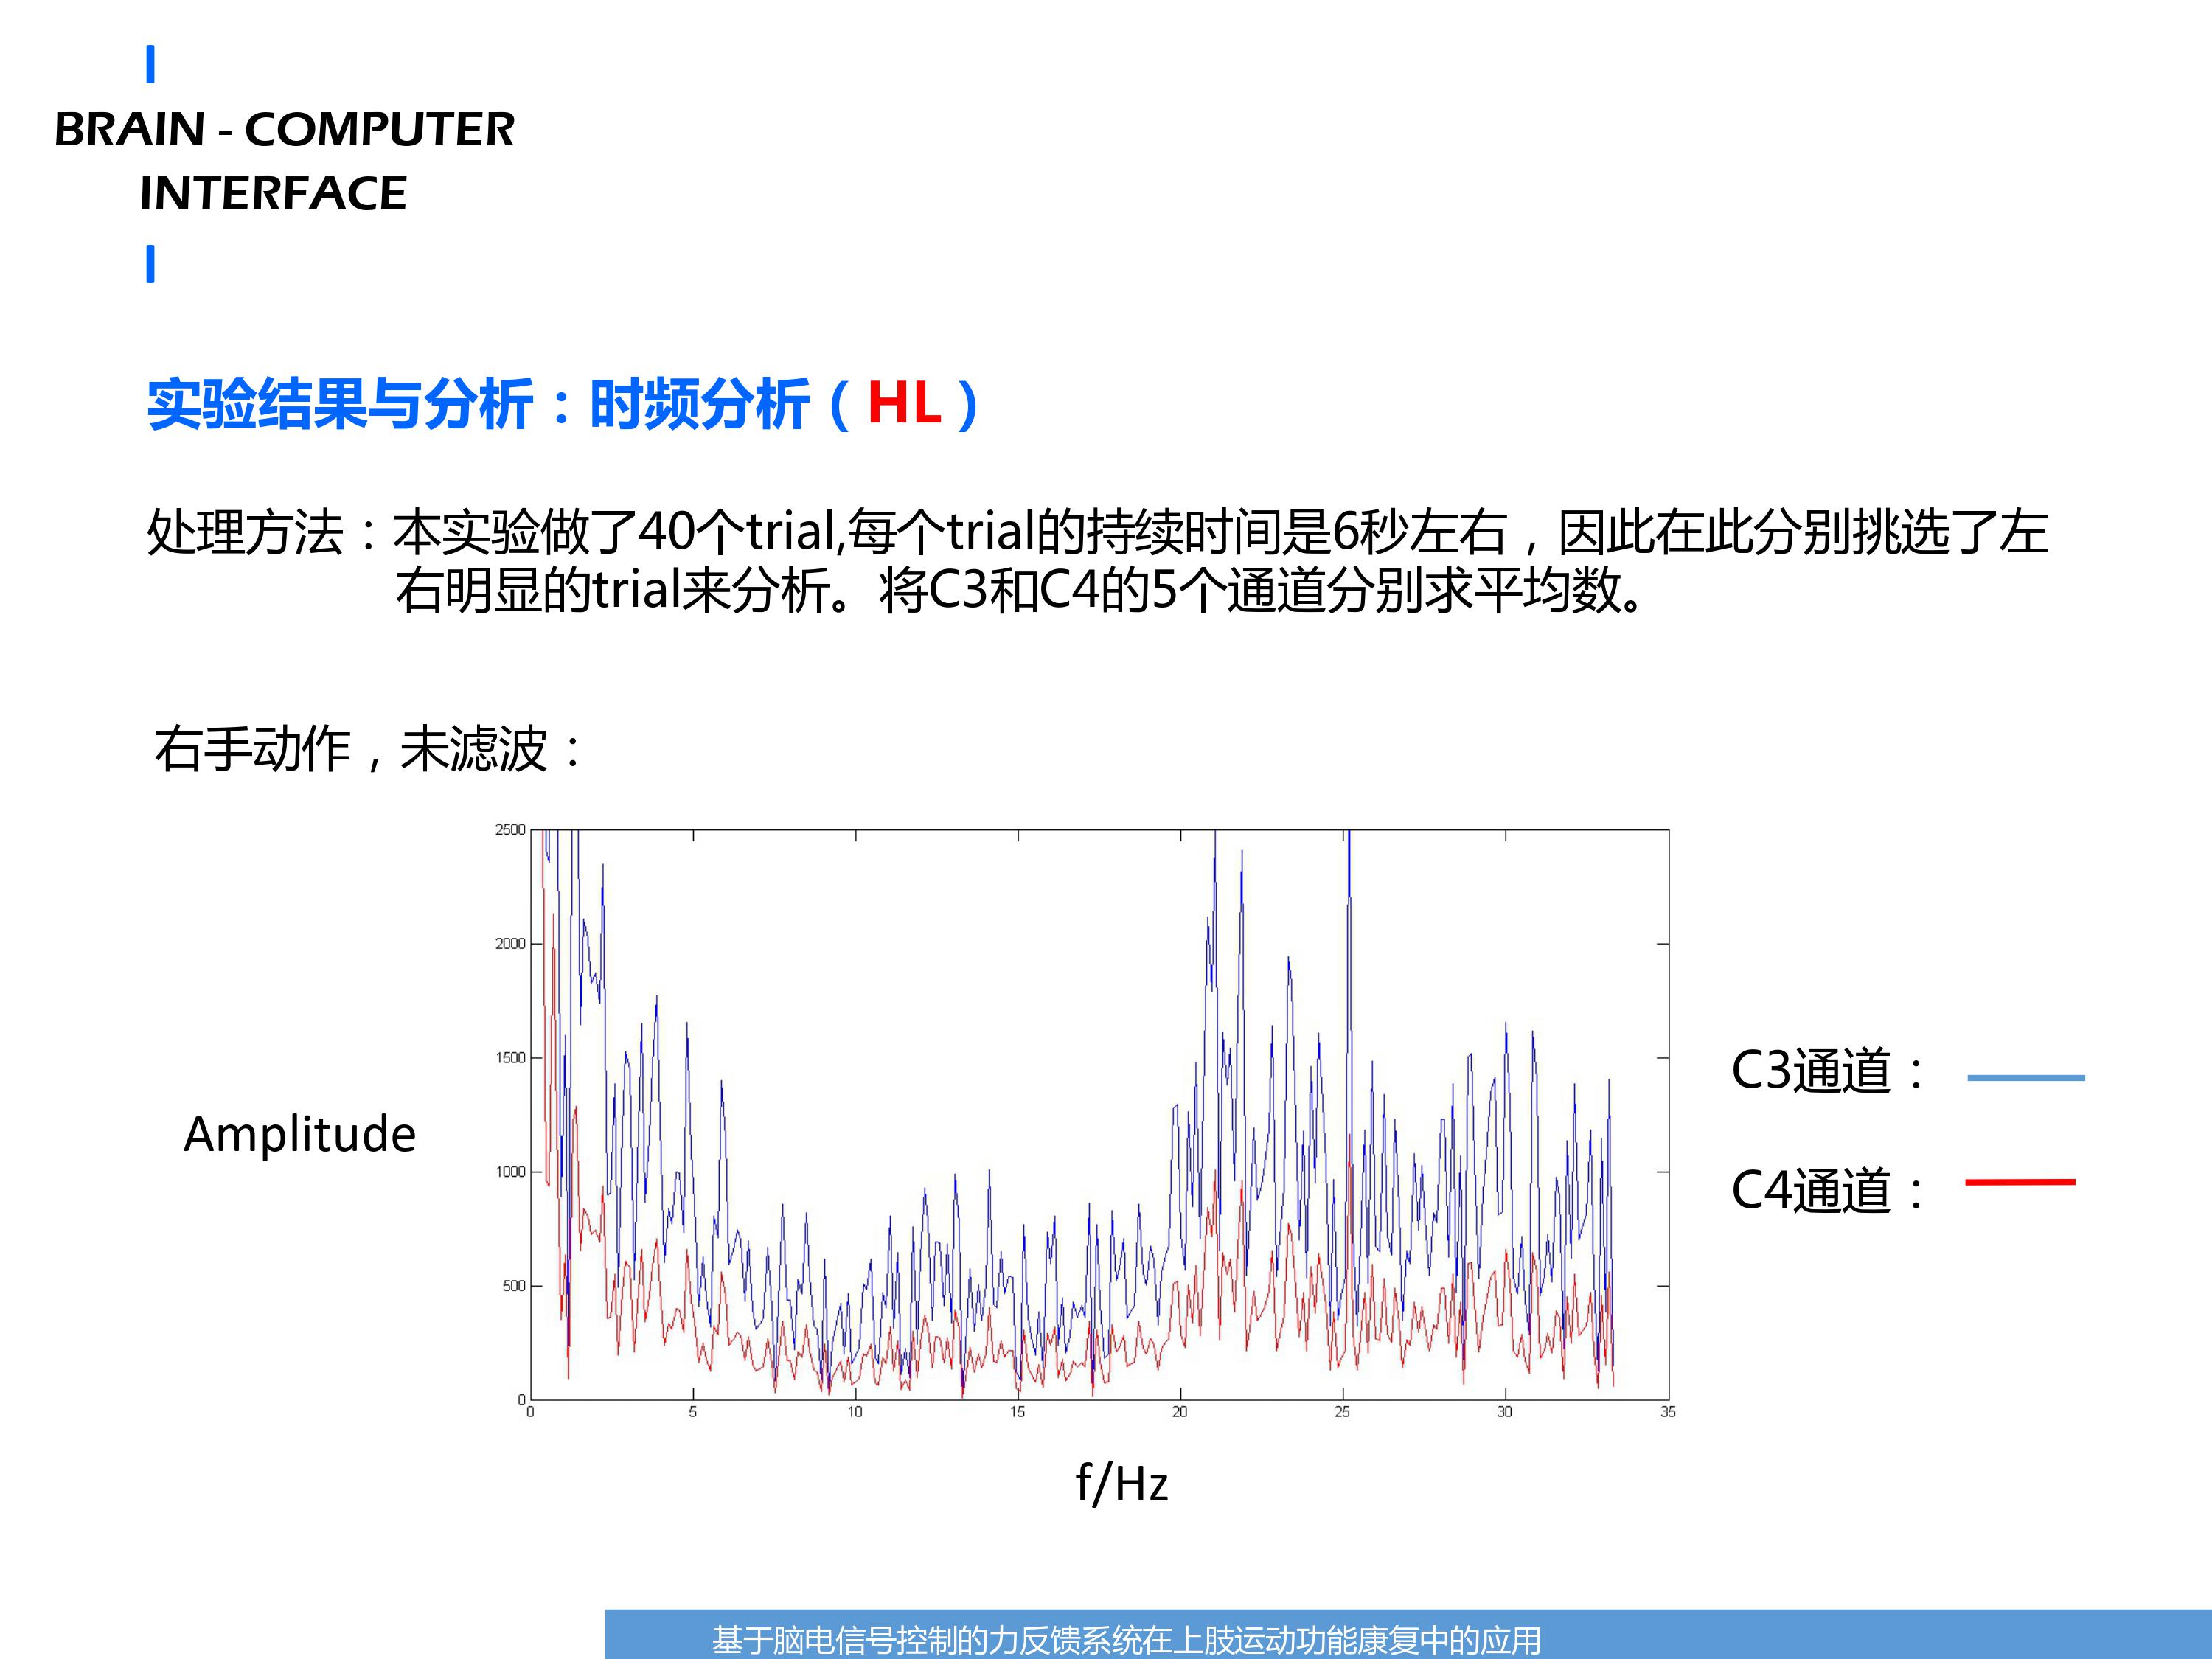 BRAIN - COMPUTER
INTERFACE
实验结果与分析：时频分析（HL）
处理方法：本实验做了40个trial,每个trial的持续时间是6秒左右，因此在此分别挑选了左
右明显的trial来分析。将C3和C4的5个通道分别求平均数。
右手动作，未滤波：
2500
2000
1500
1000
500
0
0 5 10 15 20 25 30 35
Amplitude
f/Hz
C3通道：
C4通道：
基于脑电信号控制的力反馈系统在上肢运动功能康复中的应用